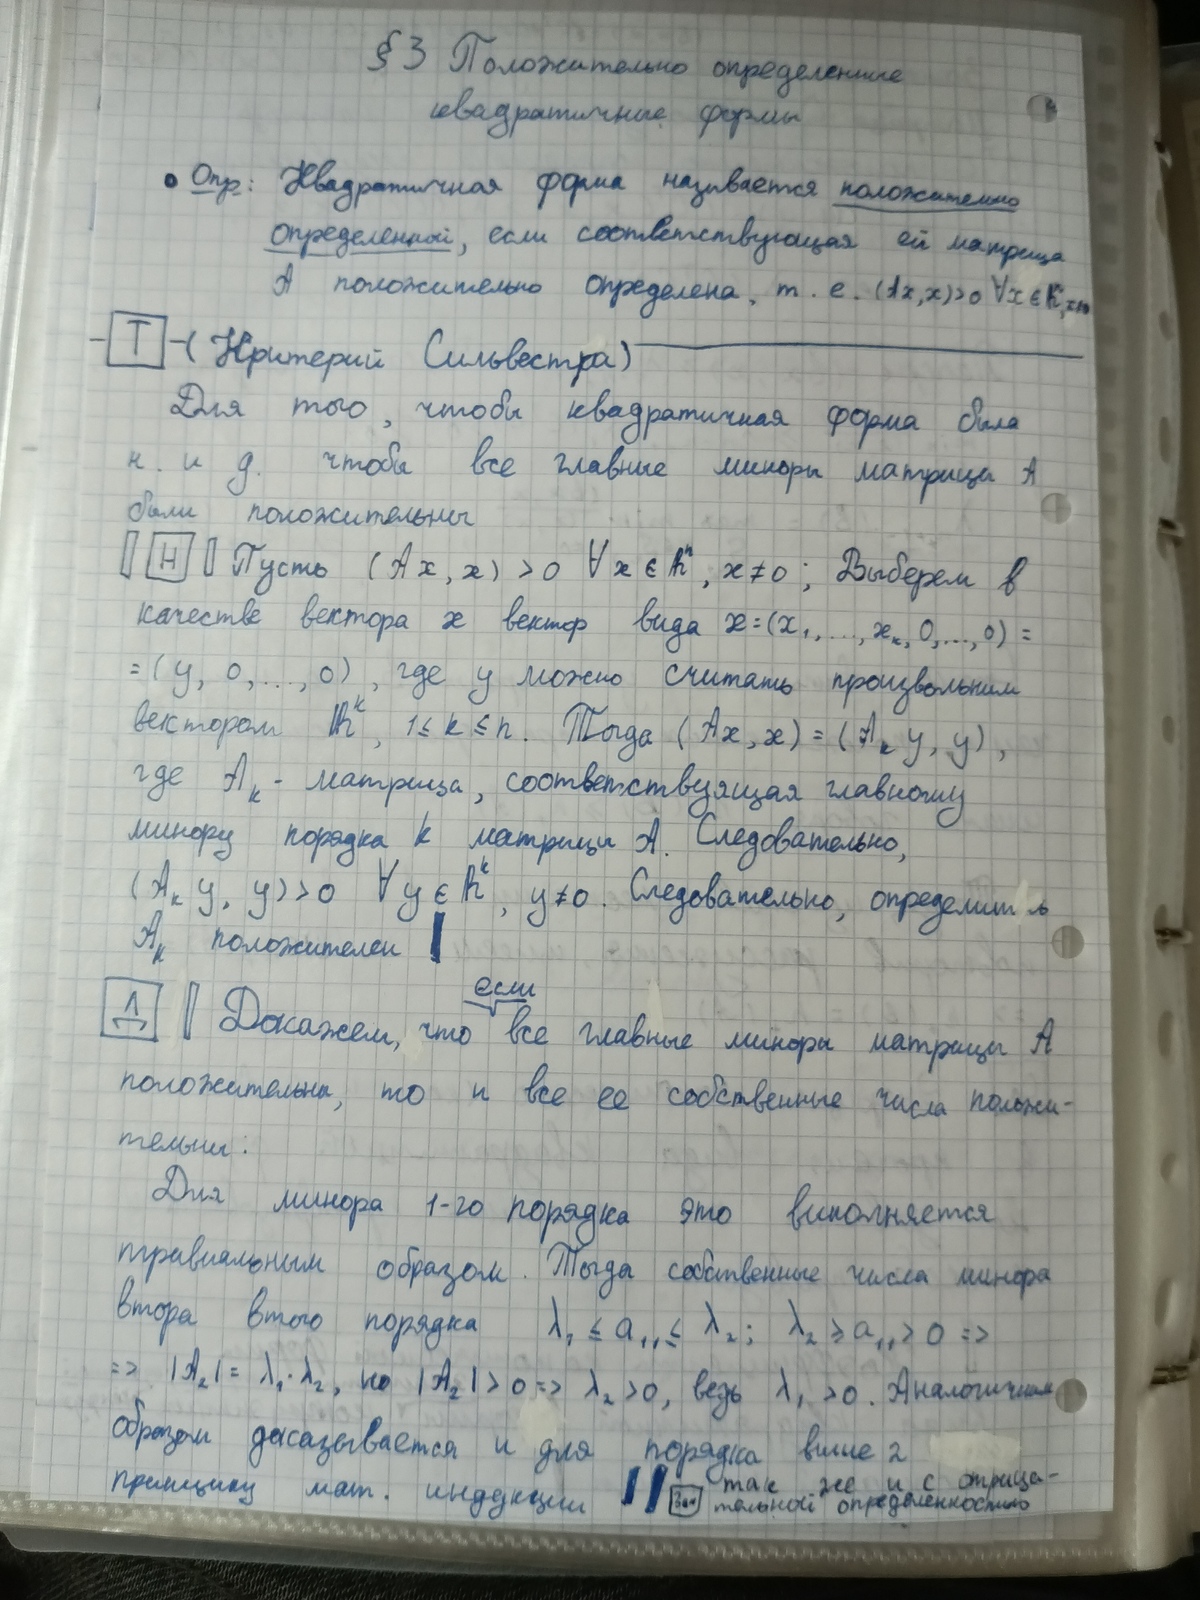 §3 Положительно определенные
квадратичные формы
• Опр: Квадратичная форма называется положительно
определенной, если соответствующая ей матрица
A положительно определена, т. е. (Ax,x)>0 ∀x∈ℝⁿ, x≠0
T (Критерий Сильвестра)
Для того, чтобы квадратичная форма была
н. и д. чтобы все главные миноры матрицы A
были положительны
Н Пусть (Ax, x) >0 ∀x∈ℝⁿ, x≠0; Выберем в
качестве вектора x вектор вида x=(x₁,...,xₖ,0,...,0) =
=(y, 0,...,0), где y можно считать произвольным
вектором ℝᵏ, 1≤k≤n. Тогда (Ax,x)=(Aₖ y, y),
где Aₖ - матрица, соответствующая главному
минору порядка k матрицы A. Следовательно,
(Aₖ y, y)>0 ∀y∈ℝᵏ, y≠0. Следовательно, определит ь
Aₖ положителен
если
Д Докажем, что все главные миноры матрицы A
положительны, то и все ее собственные числа положи-
тельны:
Для минора 1-го порядка это выполняется
тривиальным образом. Тогда собственные числа минора
втора втого порядка λ₁ ≤ a₁₁ ≤ λ₂; λ₂ ≥ a₁₁ > 0 =>
=> |A₂| = λ₁·λ₂, но |A₂| > 0 => λ₂ >0, ведь λ₁ >0. Аналогичным
образом доказывается и для порядка выше 2
принципу мат. индукции
Зам так же и с отрица-
тельной определенностью